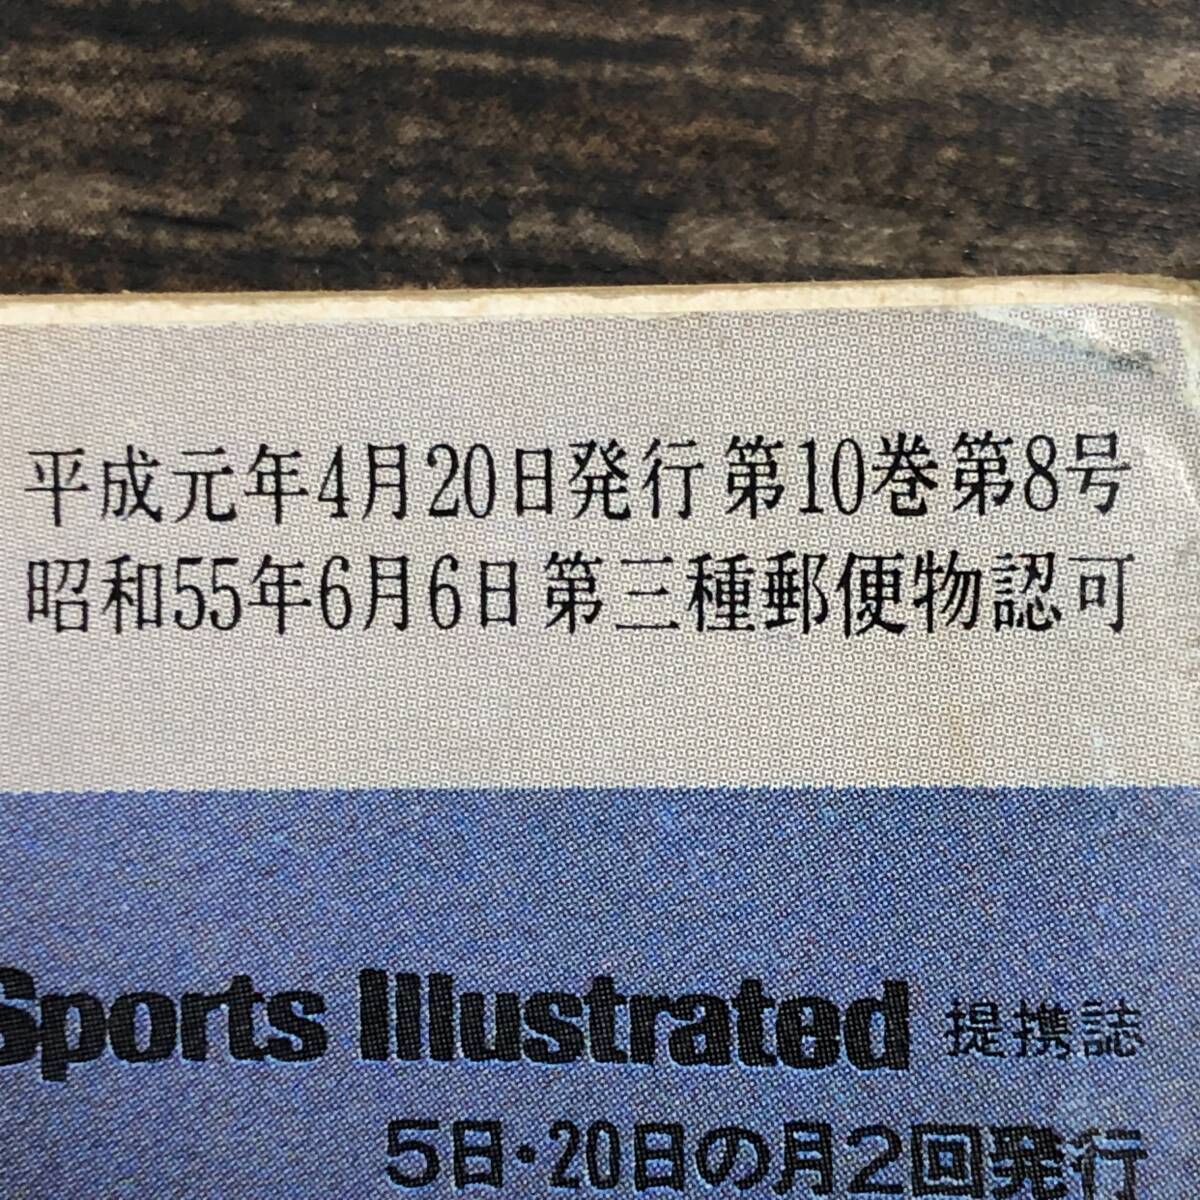 平成元年4月20日発行 第10巻第8号
昭和55年6月6日 第三種郵便物認可
Sports Illustrated 提携誌
5日・20日の月2回発行